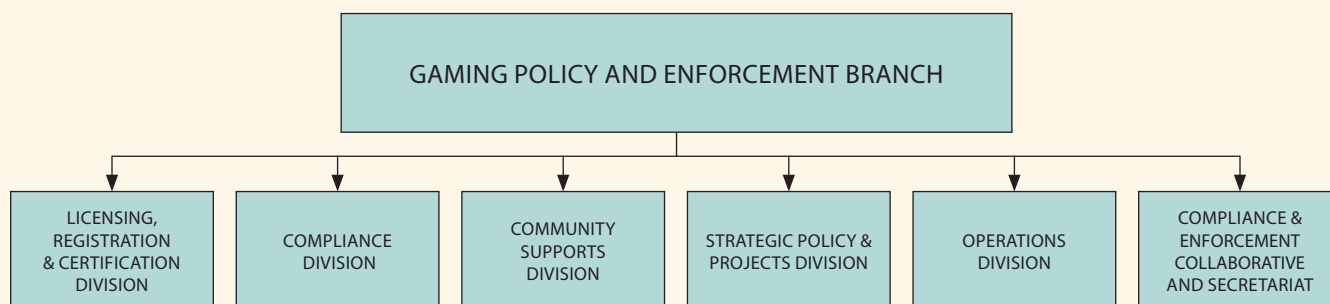 GAMING POLICY AND ENFORCEMENT BRANCH
LICENSING,
REGISTRATION
& CERTIFICATION
DIVISION
COMPLIANCE
DIVISION
COMMUNITY
SUPPORTS
DIVISION
STRATEGIC POLICY &
PROJECTS DIVISION
OPERATIONS
DIVISION
COMPLIANCE &
ENFORCEMENT
COLLABORATIVE
AND SECRETARIAT